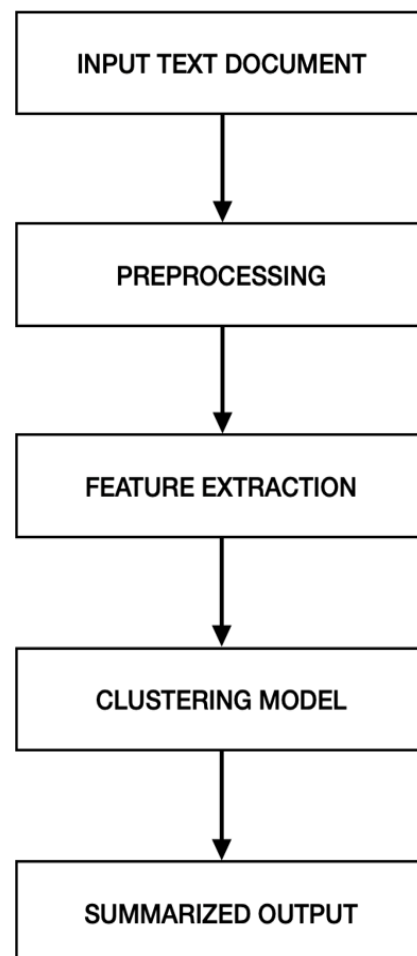 INPUT TEXT DOCUMENT
PREPROCESSING
FEATURE EXTRACTION
CLUSTERING MODEL
SUMMARIZED OUTPUT